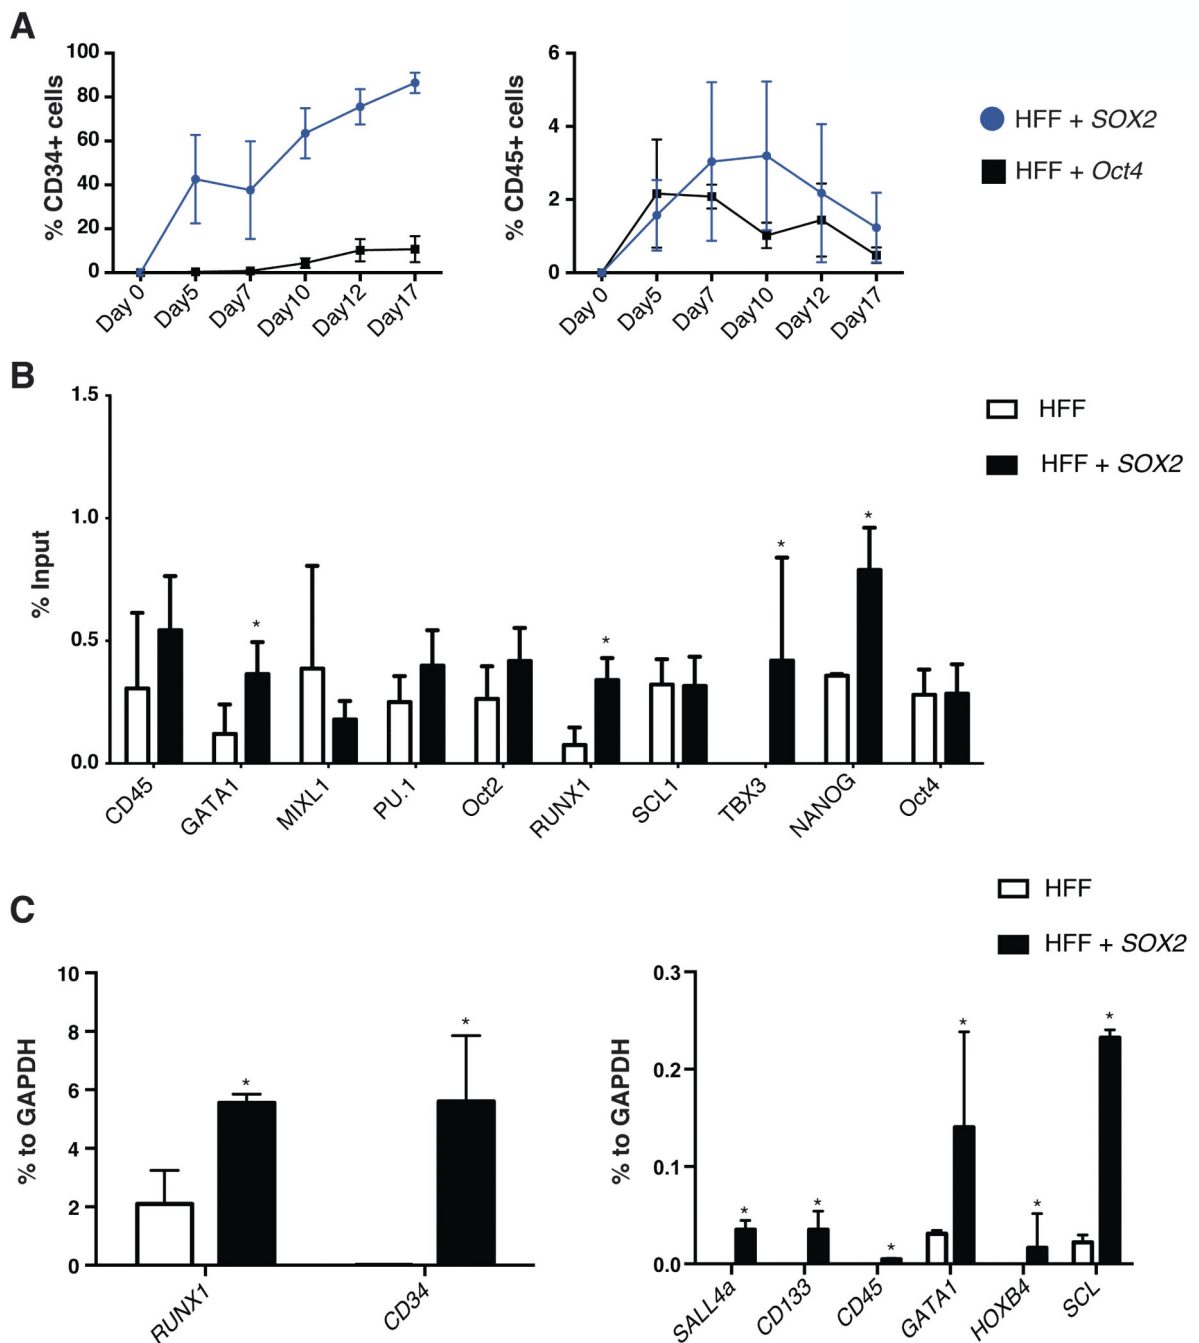 A
% CD34+ cells
100
80
60
40
20
0
Day 0
Day5
Day7
Day10
Day12
Day17
% CD45+ cells
6
4
2
0
Day 0
Day5
Day7
Day10
Day12
Day17
HFF + SOX2
HFF + Oct4
B
% Input
1.5
1.0
0.5
0.0
*
*
*
*
CD45
GATA1
MIXL1
PU.1
Oct2
RUNX1
SCL1
TBX3
NANOG
Oct4
HFF
HFF + SOX2
C
HFF
HFF + SOX2
% to GAPDH
10
8
6
4
2
0
*
*
RUNX1
CD34
% to GAPDH
0.3
0.2
0.1
0.0
*
*
*
*
*
*
SALL4a
CD133
CD45
GATA1
HOXB4
SCL